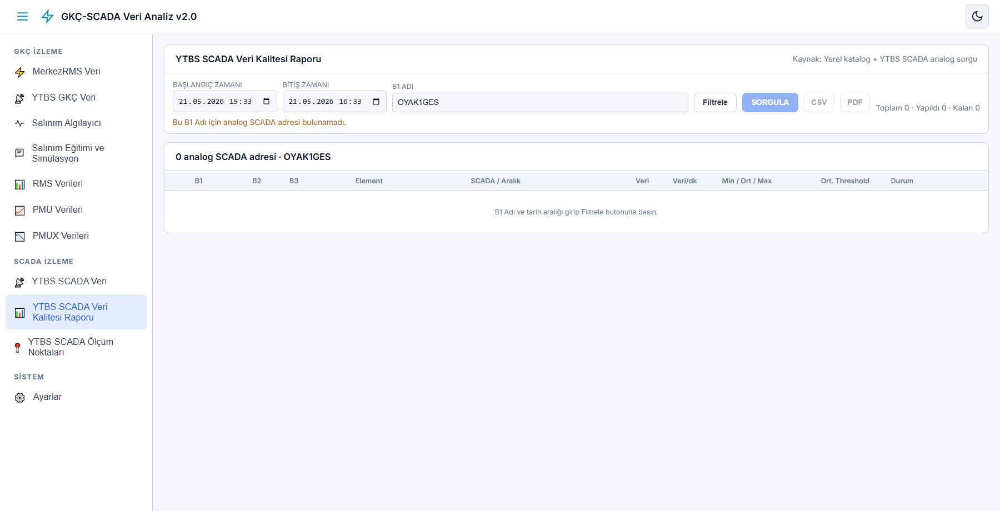 GKÇ-SCADA Veri Analiz v2.0
GKÇ İZLEME
MerkezRMS Veri
YTBS GKÇ Veri
Salınım Algılayıcı
Salınım Eğitimi ve
Simülasyon
RMS Verileri
PMU Verileri
PMUX Verileri
SCADA İZLEME
YTBS SCADA Veri
YTBS SCADA Veri
Kalitesi Raporu
YTBS SCADA Ölçüm
Noktaları
SİSTEM
Ayarlar
YTBS SCADA Veri Kalitesi Raporu
Kaynak: Yerel katalog + YTBS SCADA analog sorgu
BAŞLANGIÇ ZAMANI
BİTİŞ ZAMANI
B1 ADI
21.05.2026 15:33
21.05.2026 16:33
OYAK1GES
Filtrele
SORGULA
CSV
PDF
Toplam 0 · Yapıldı 0 · Kalan 0
Bu B1 Adı için analog SCADA adresi bulunamadı.
0 analog SCADA adresi · OYAK1GES
B1 B2 B3 Element SCADA / Aralık Veri Veri/dk Min / Ort / Max Ort. Threshold Durum
B1 Adı ve tarih aralığı girip Filtrele butonuna basın.